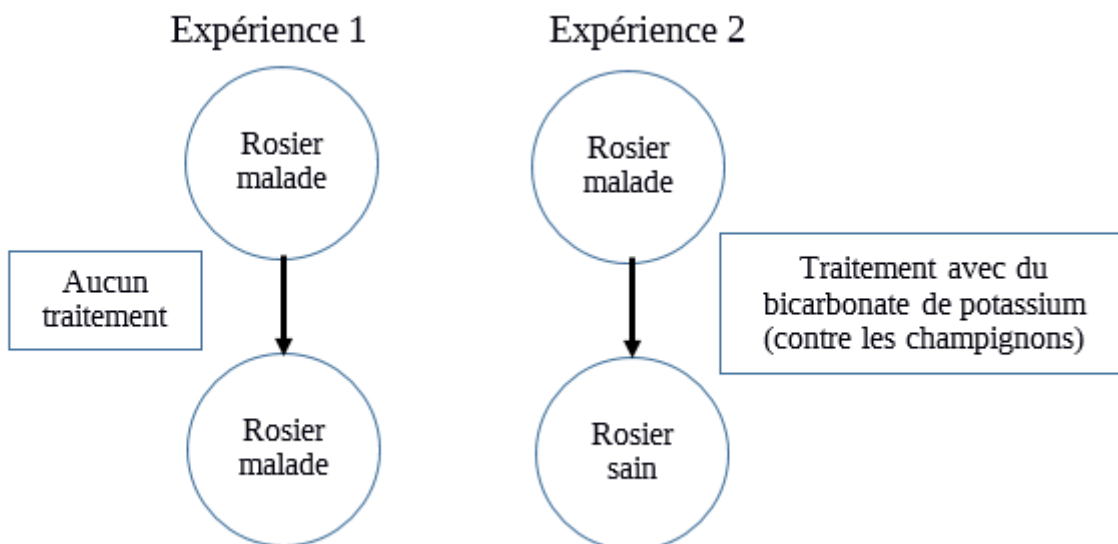 Expérience 1
Expérience 2
Rosier
malade
Rosier
malade
Aucun
traitement
Traitement avec du
bicarbonate de potassium
(contre les champignons)
Rosier
malade
Rosier
sain